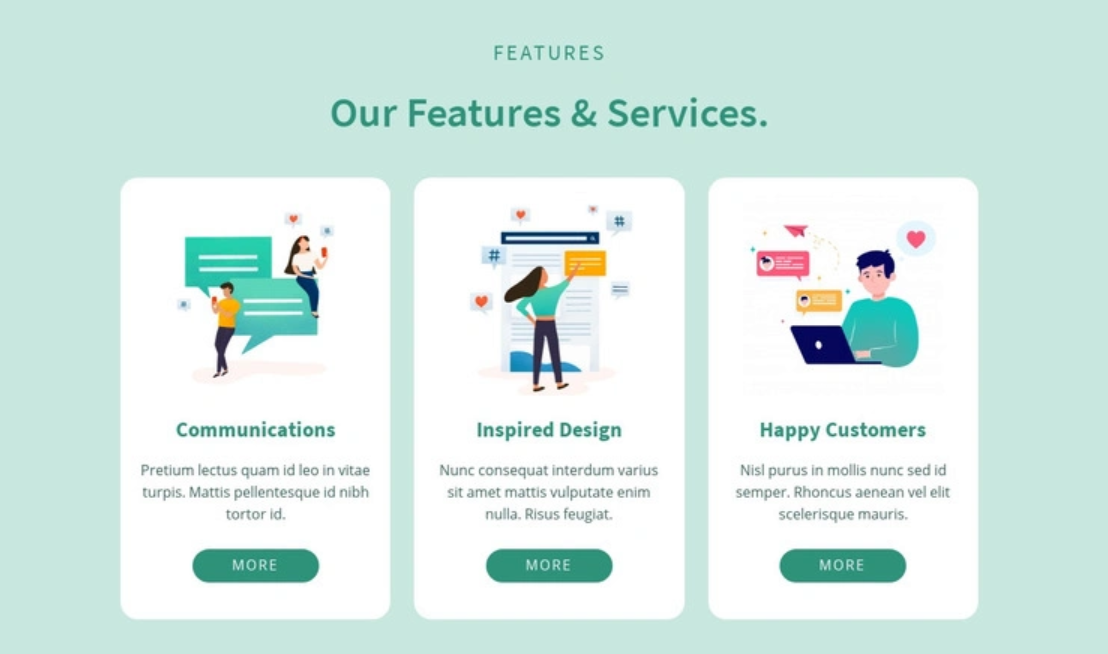 FEATURES
Our Features & Services.
Communications
Pretium lectus quam id leo in vitae
turpis. Mattis pellentesque id nibh
tortor id.
MORE
Inspired Design
Nunc consequat interdum varius
sit amet mattis vulputate enim
nulla. Risus feugiat.
MORE
Happy Customers
Nisl purus in mollis nunc sed id
semper. Rhoncus aenean vel elit
scelerisque mauris.
MORE